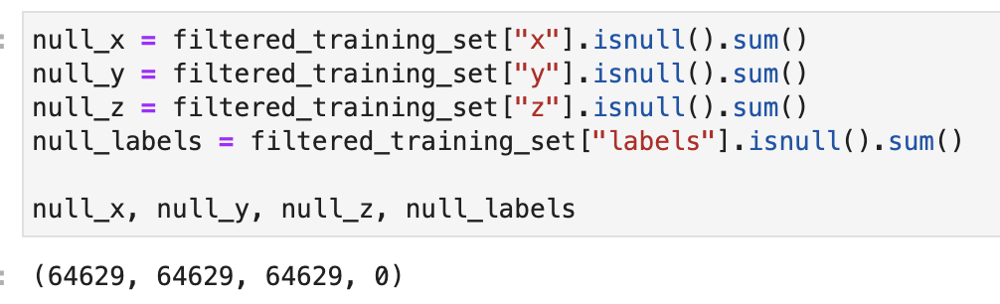 null_x = filtered_training_set["x"].isnull().sum()
null_y = filtered_training_set["y"].isnull().sum()
null_z = filtered_training_set["z"].isnull().sum()
null_labels = filtered_training_set["labels"].isnull().sum()
null_x, null_y, null_z, null_labels
(64629, 64629, 64629, 0)